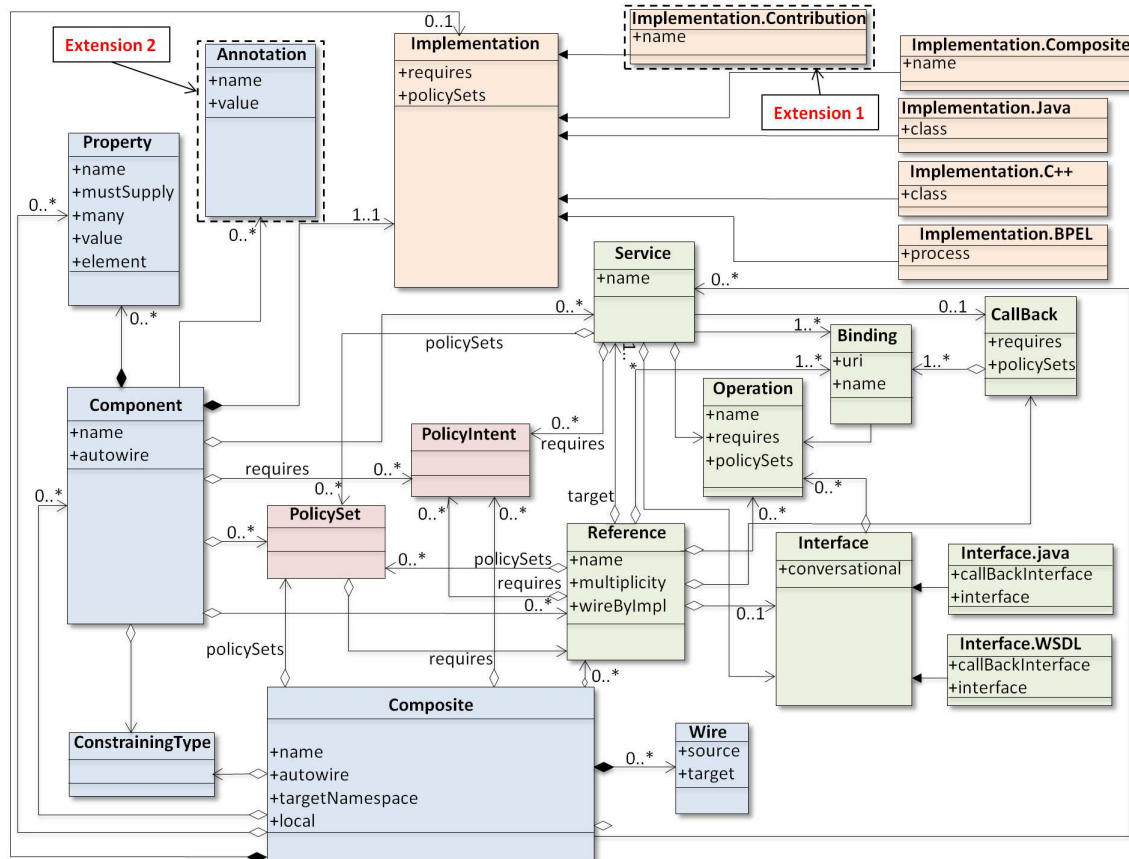 0..1
Implementation
+requires
+policySets
Implementation.Contribution
+name
Extension 1
Extension 2
Annotation
+name
+value
Implementation.Composite
+name
Implementation.Java
+class
Implementation.C++
+class
Implementation.BPEL
+process
Property
+name
+mustSupply
+many
+value
+element
0..*
0..*
0..*
1..1
Service
+name
0..*
0..*
policySets
0..1
CallBack
+requires
+policySets
1..*
1..*
1..*
1..*
Binding
+uri
+name
Operation
+name
+requires
+policySets
Component
+name
+autowire
0..*
requires
0..*
PolicyIntent
0..*
requires
0..*
0..*
0..*
PolicySet
0..*
target
0..*
0..*
Reference
+name
+multiplicity
+wireByImpl
policySets
0..*
requires
0..*
0..1
Interface
+conversational
Interface.java
+callBackInterface
+interface
Interface.WSDL
+callBackInterface
+interface
policySets
requires
0..*
Composite
+name
+autowire
+targetNamespace
+local
ConstrainingType
0..*
Wire
+source
+target